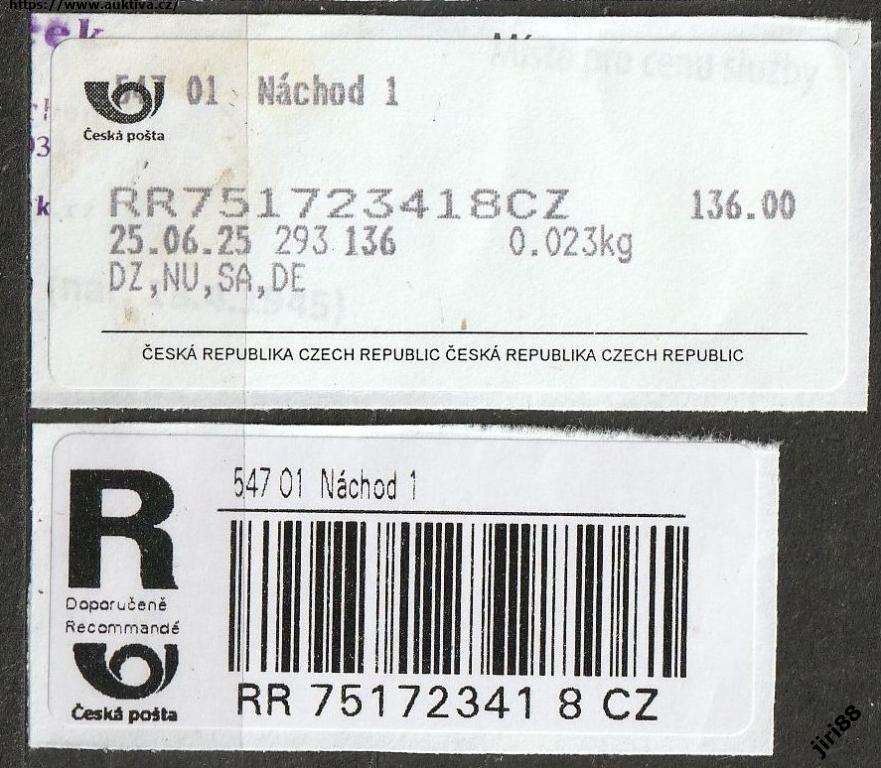 https://www.auktiva.cz/
Místo pro cenu služby
547 01 Náchod 1
Česká pošta
RR751723418CZ 136.00
25.06.25 293 136 0.023kg
DZ,NU,SA,DE
ČESKÁ REPUBLIKA CZECH REPUBLIC ČESKÁ REPUBLIKA CZECH REPUBLIC
R
547 01 Náchod 1
Doporučeně
Recommandé
Česká pošta
RR 75172341 8 CZ
jiri88